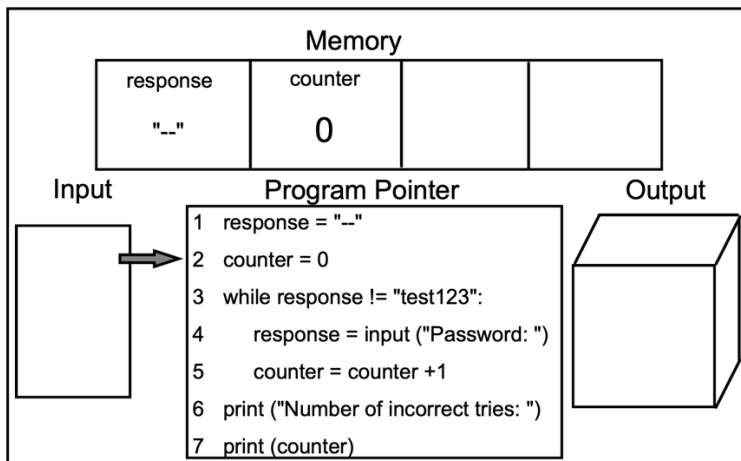 Memory
response counter
"--" 0
Input Program Pointer Output
1 response = "--"
2 counter = 0
3 while response != "test123":
4 response = input ("Password: ")
5 counter = counter +1
6 print ("Number of incorrect tries: ")
7 print (counter)